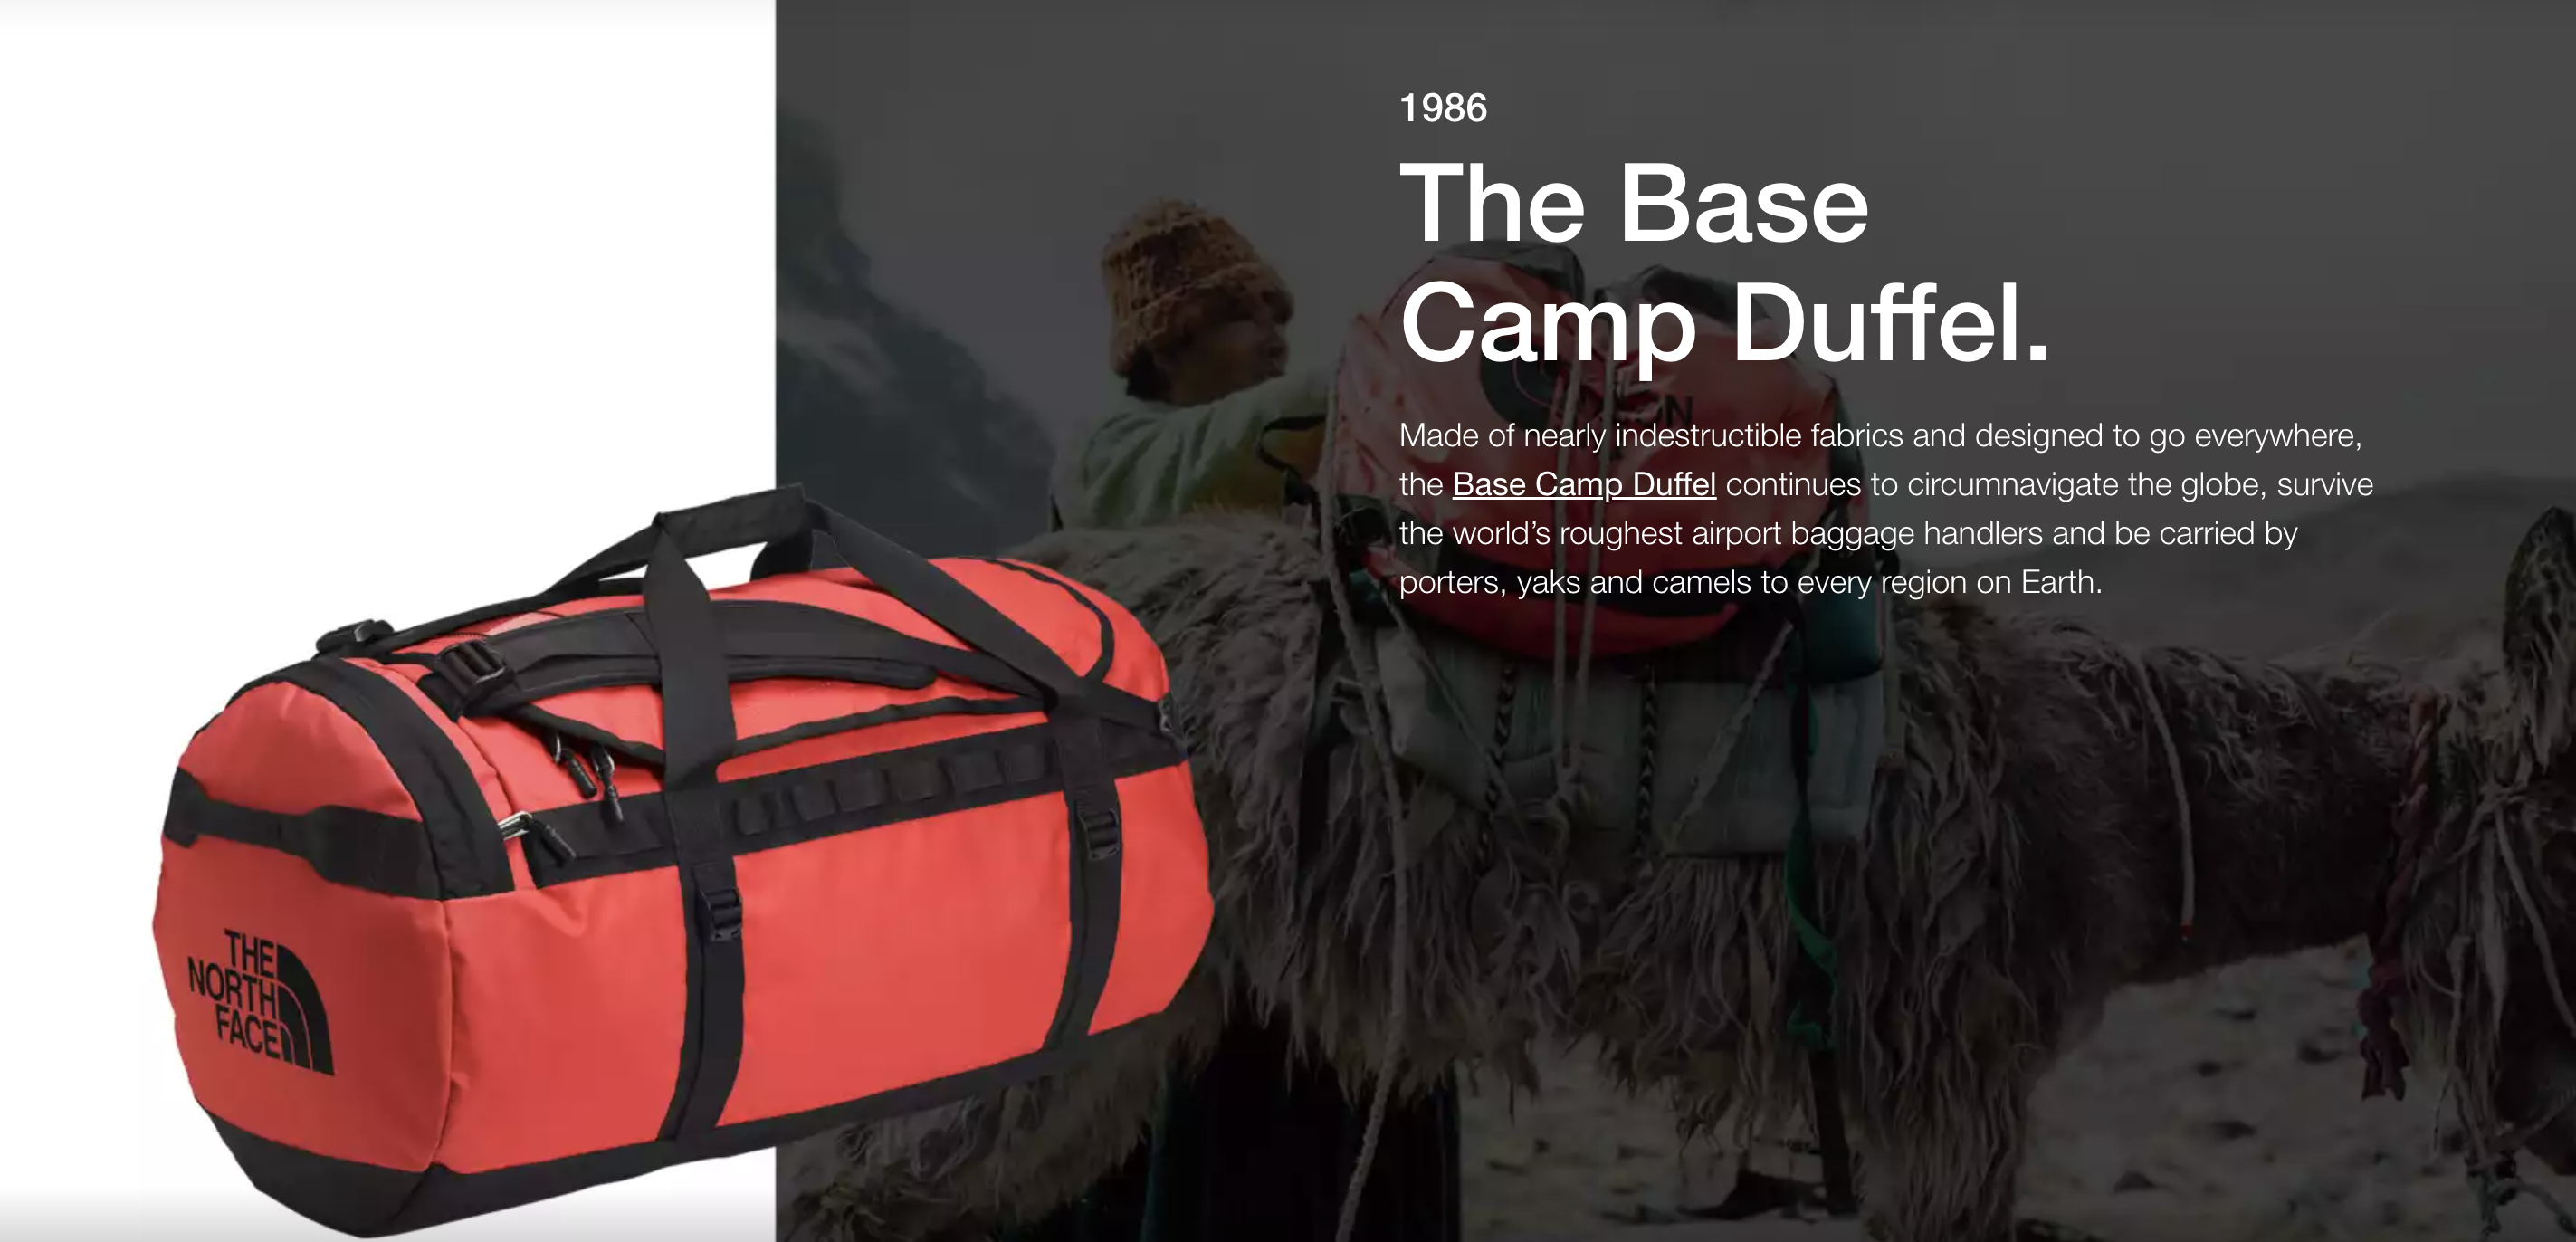 1986
The Base
Camp Duffel.
Made of nearly indestructible fabrics and designed to go everywhere,
the Base Camp Duffel continues to circumnavigate the globe, survive
the world’s roughest airport baggage handlers and be carried by
porters, yaks and camels to every region on Earth.
THE
NORTH
FACE